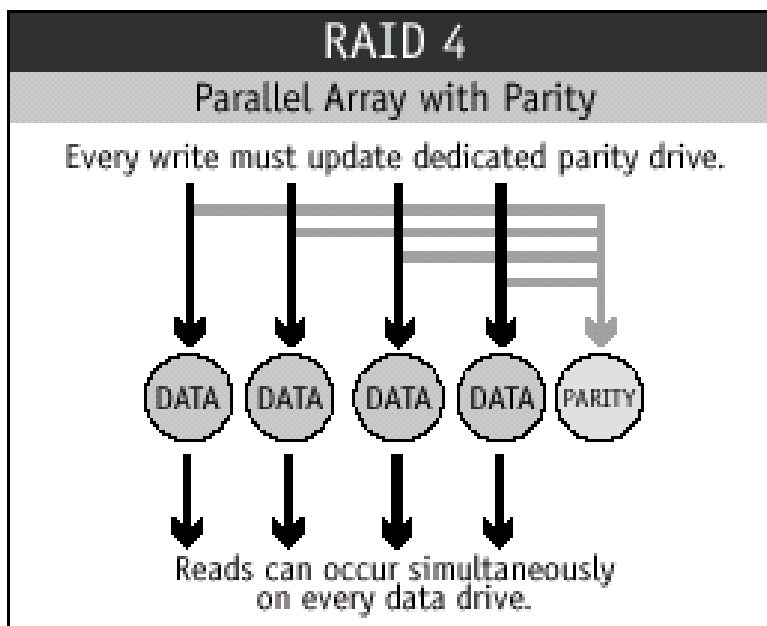 RAID 4
Parallel Array with Parity
Every write must update dedicated parity drive.
DATA DATA DATA DATA PARITY
Reads can occur simultaneously
on every data drive.